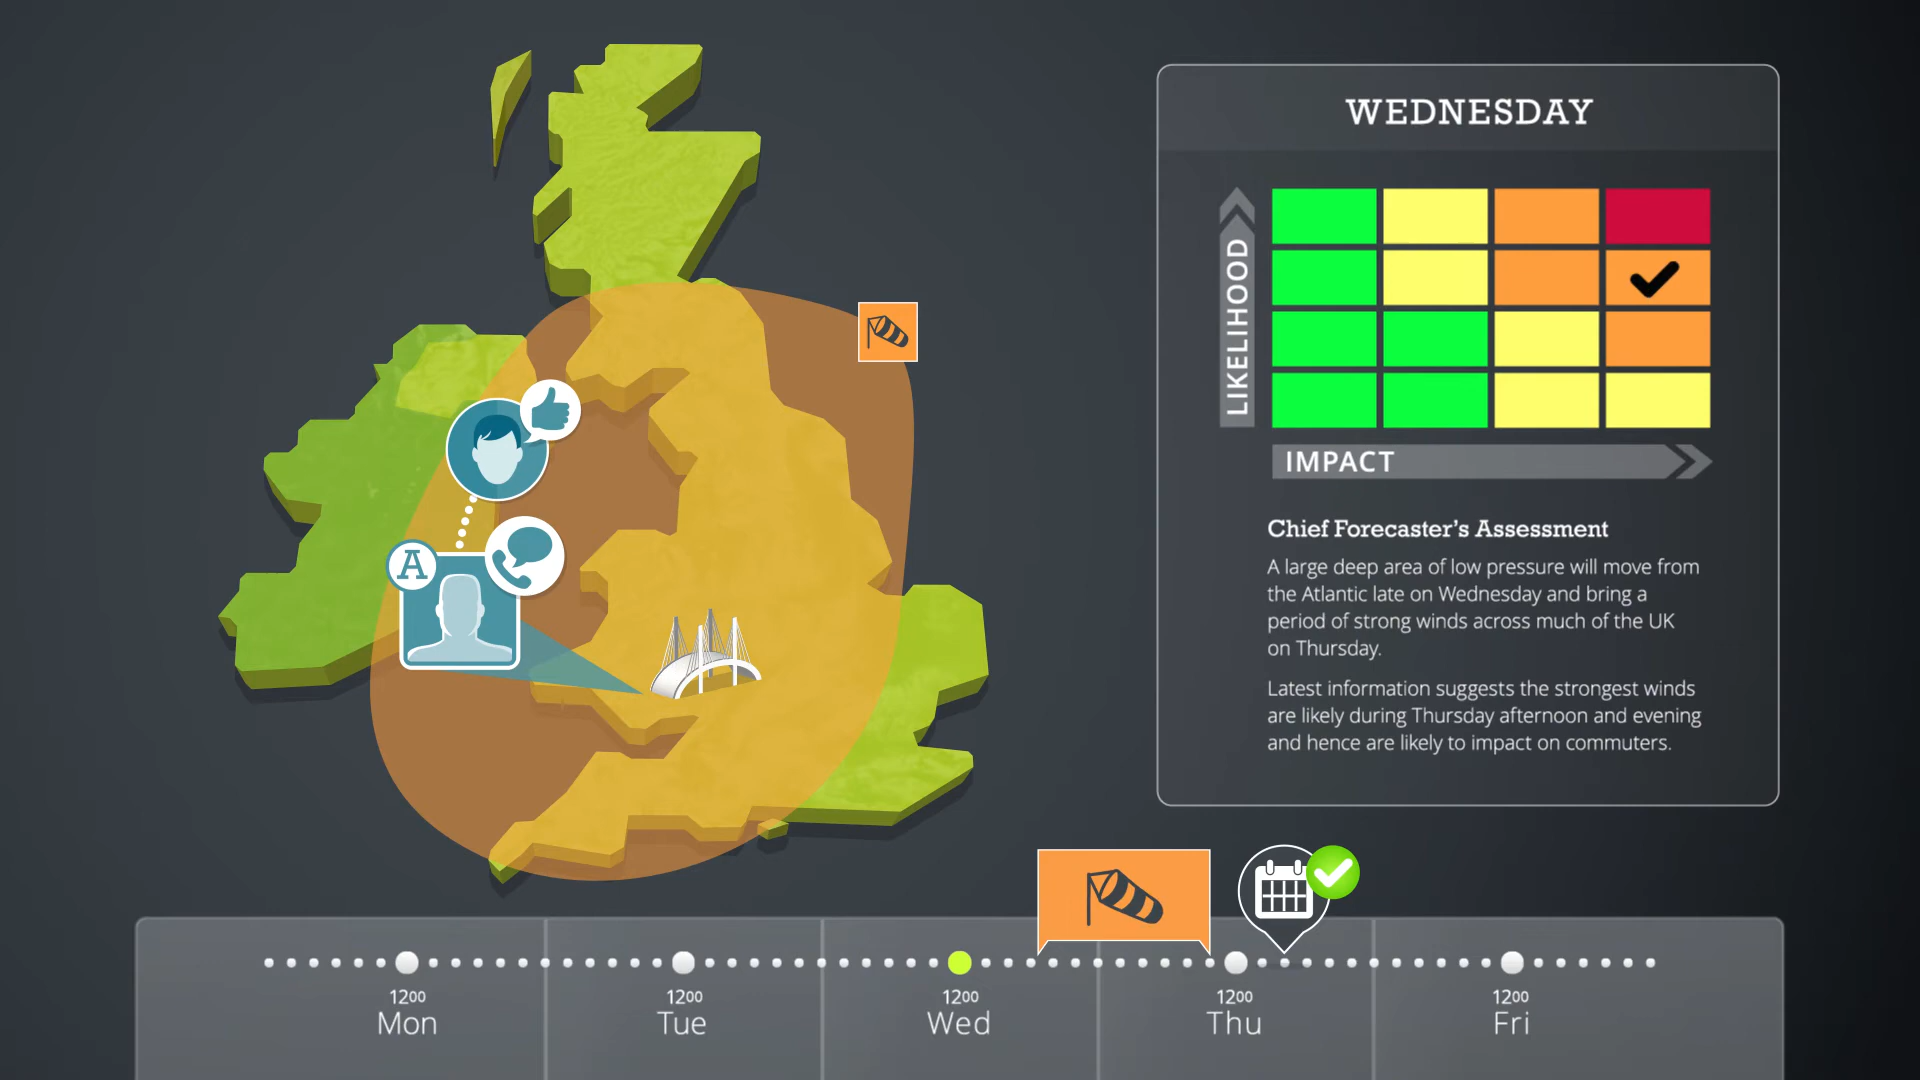 WEDNESDAY
LIKELIHOOD
IMPACT
Chief Forecaster's Assessment
A large deep area of low pressure will move from
the Atlantic late on Wednesday and bring a
period of strong winds across much of the UK
on Thursday.
Latest information suggests the strongest winds
are likely during Thursday afternoon and evening
and hence are likely to impact on commuters.
A
1200
Mon
1200
Tue
1200
Wed
1200
Thu
1200
Fri